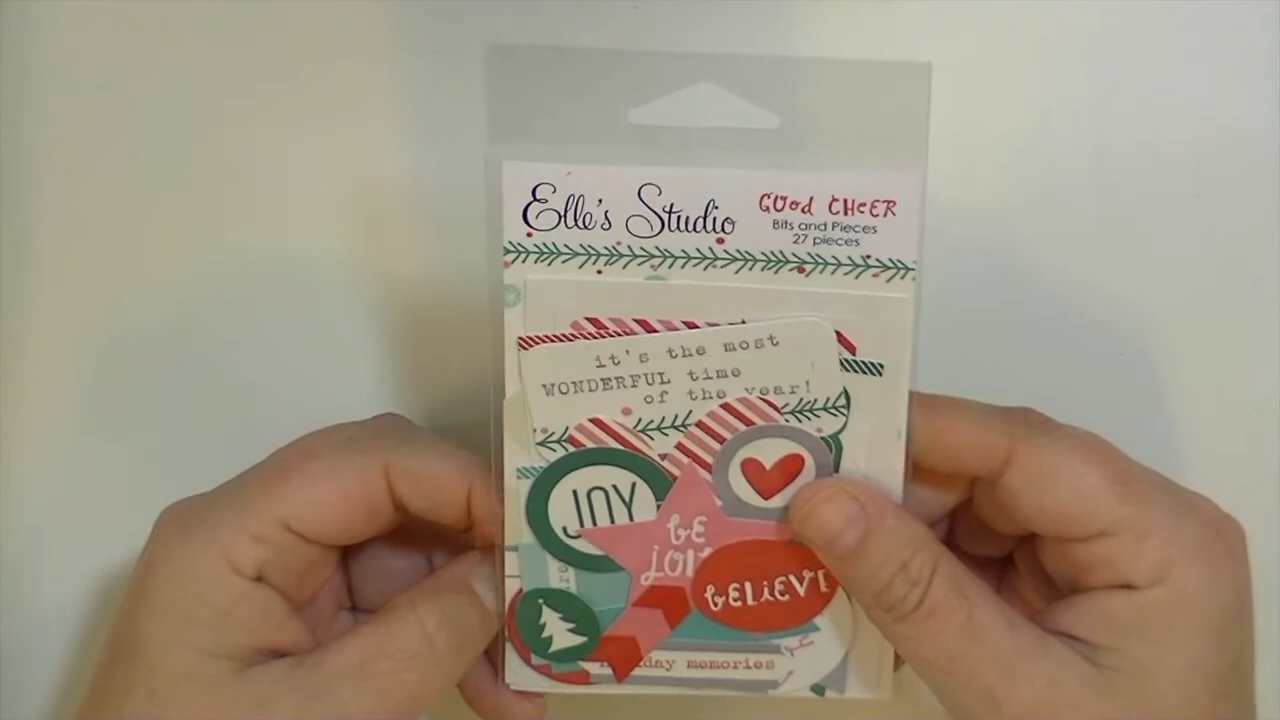 Elle's Studio
GOod CHeER
Bits and Pieces
27 pieces
it's the most
WONDERFUL time
of the year!
JOY
bE
bELiEVE
memories